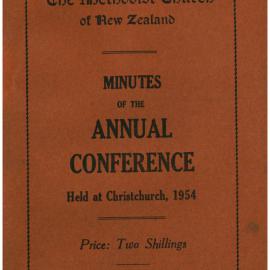 The Methodist Church
of New Zealand
MINUTES
OF THE
ANNUAL
CONFERENCE
Held at Christchurch, 1954
Price: Two Shillings